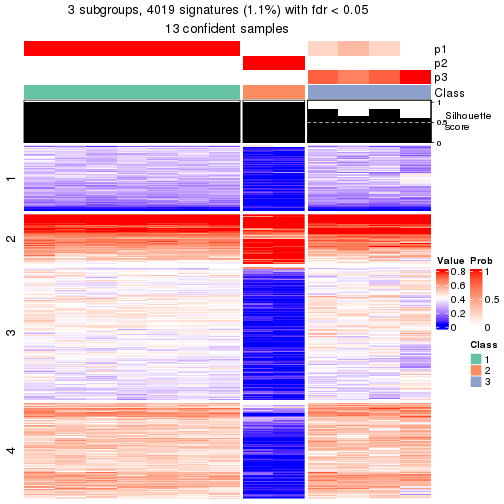 3 subgroups, 4019 signatures (1.1%) with fdr < 0.05
13 confident samples
p1
p2
p3
Class
1
0.5
0
Silhouette
score
1
2
3
4
Value
0.8
0.6
0.4
0.2
0
Prob
1
0.5
0
Class
1
2
3